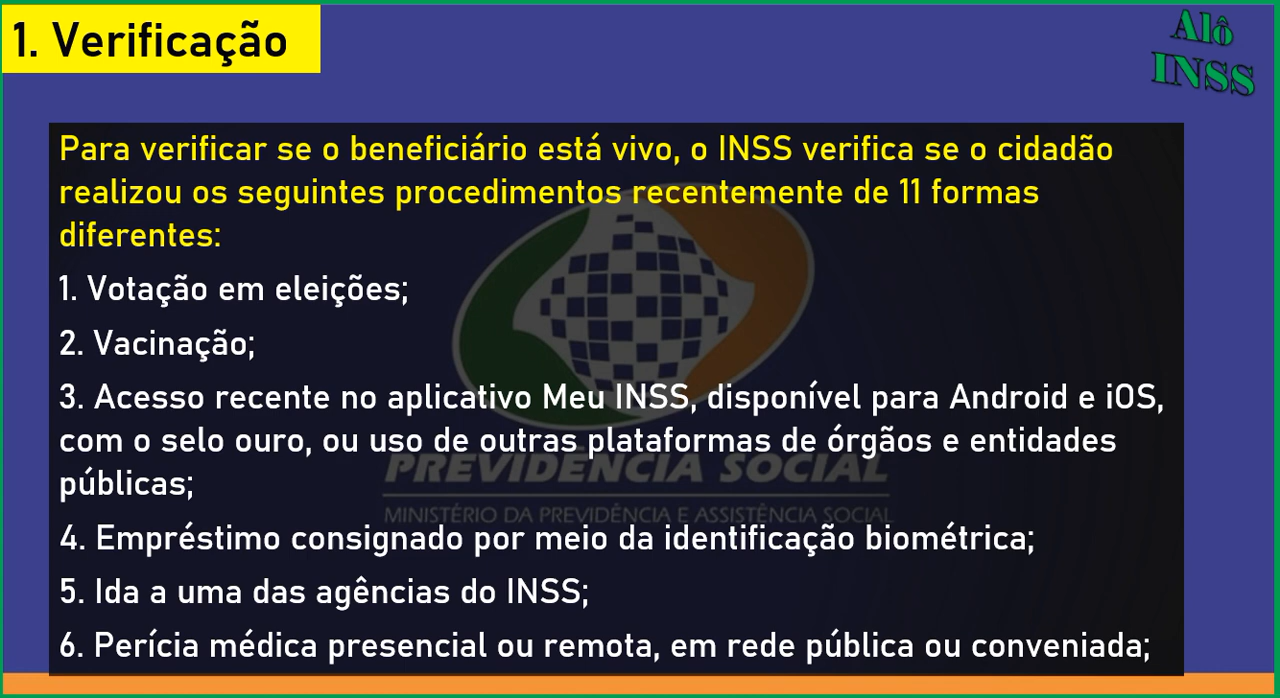 1. Verificação
Alô
INSS
Para verificar se o beneficiário está vivo, o INSS verifica se o cidadão
realizou os seguintes procedimentos recentemente de 11 formas
diferentes:
1. Votação em eleições;
2. Vacinação;
3. Acesso recente no aplicativo Meu INSS, disponível para Android e iOS,
com o selo ouro, ou uso de outras plataformas de órgãos e entidades
públicas;
PREVIDÊNCIA SOCIAL
MINISTÉRIO DA PREVIDÊNCIA E ASSISTÊNCIA SOCIAL
4. Empréstimo consignado por meio da identificação biométrica;
5. Ida a uma das agências do INSS;
6. Perícia médica presencial ou remota, em rede pública ou conveniada;